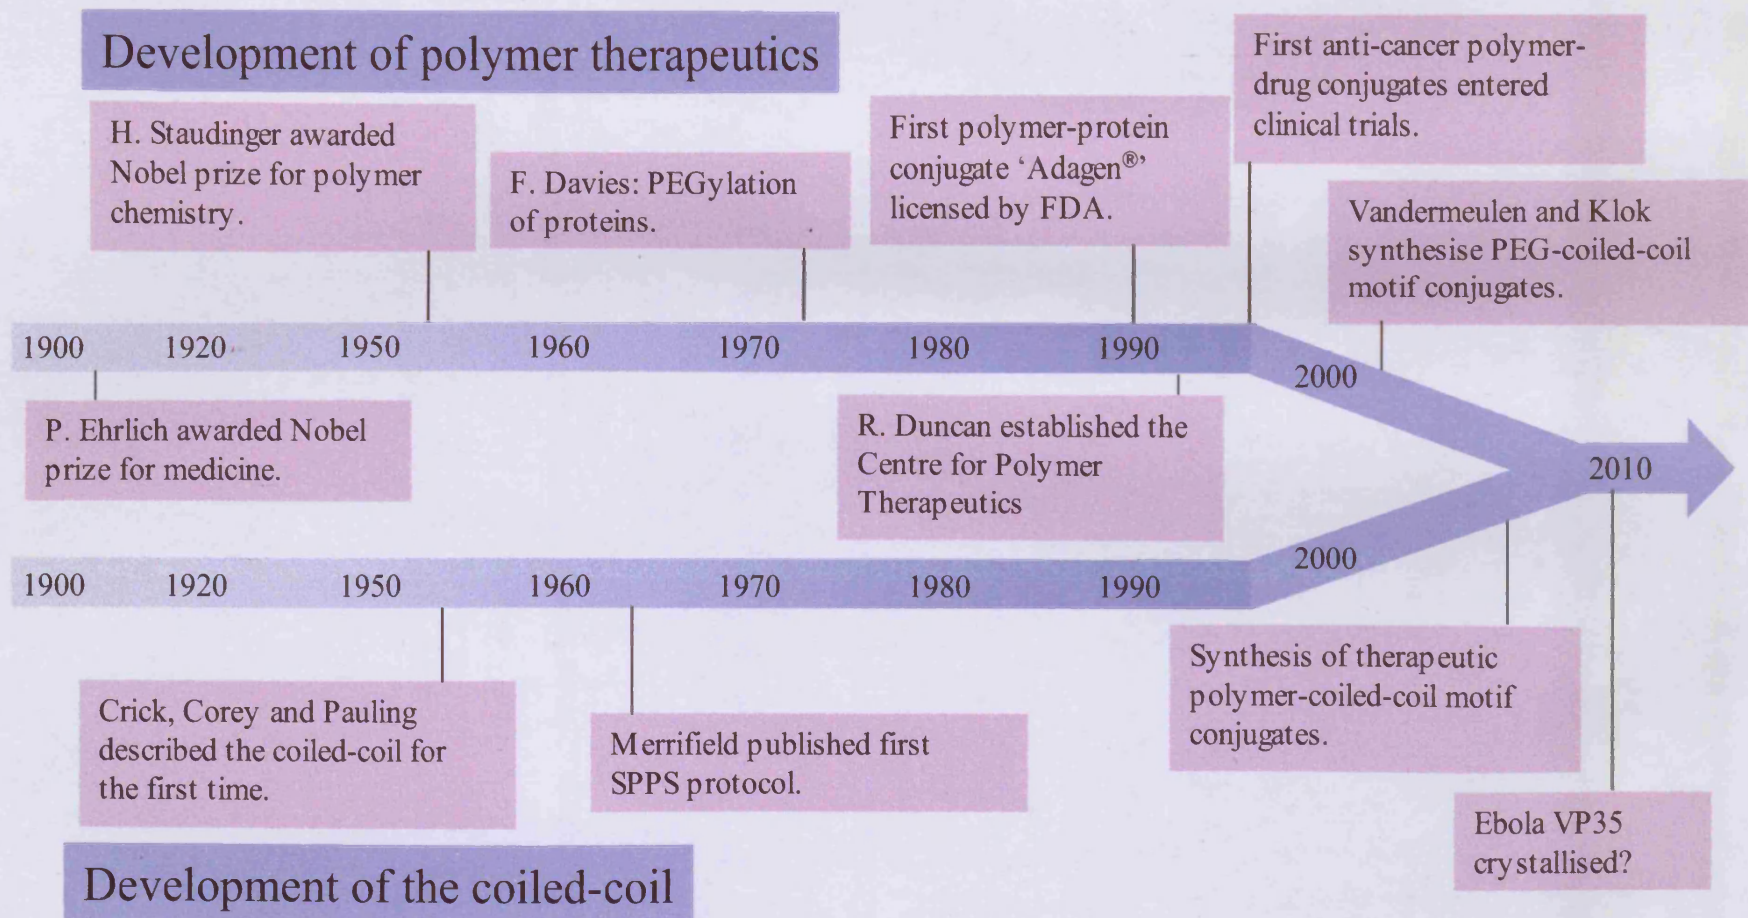 Development of polymer therapeutics
H. Staudinger awarded
Nobel prize for polymer
chemistry.
F. Davies: PEGylation
of proteins.
First polymer-protein
conjugate ‘Adagen®’
licensed by FDA.
First anti-cancer polymer-
drug conjugates entered
clinical trials.
Vandermeulen and Klok
synthesise PEG-coiled-coil
motif conjugates.
1900 1920 1950 1960 1970 1980 1990 2000
P. Ehrlich awarded Nobel
prize for medicine.
R. Duncan established the
Centre for Polymer
Therapeutics
2010
1900 1920 1950 1960 1970 1980 1990 2000
Crick, Corey and Pauling
described the coiled-coil for
the first time.
Merrifield published first
SPPS protocol.
Synthesis of therapeutic
polymer-coiled-coil motif
conjugates.
Ebola VP35
crystallised?
Development of the coiled-coil